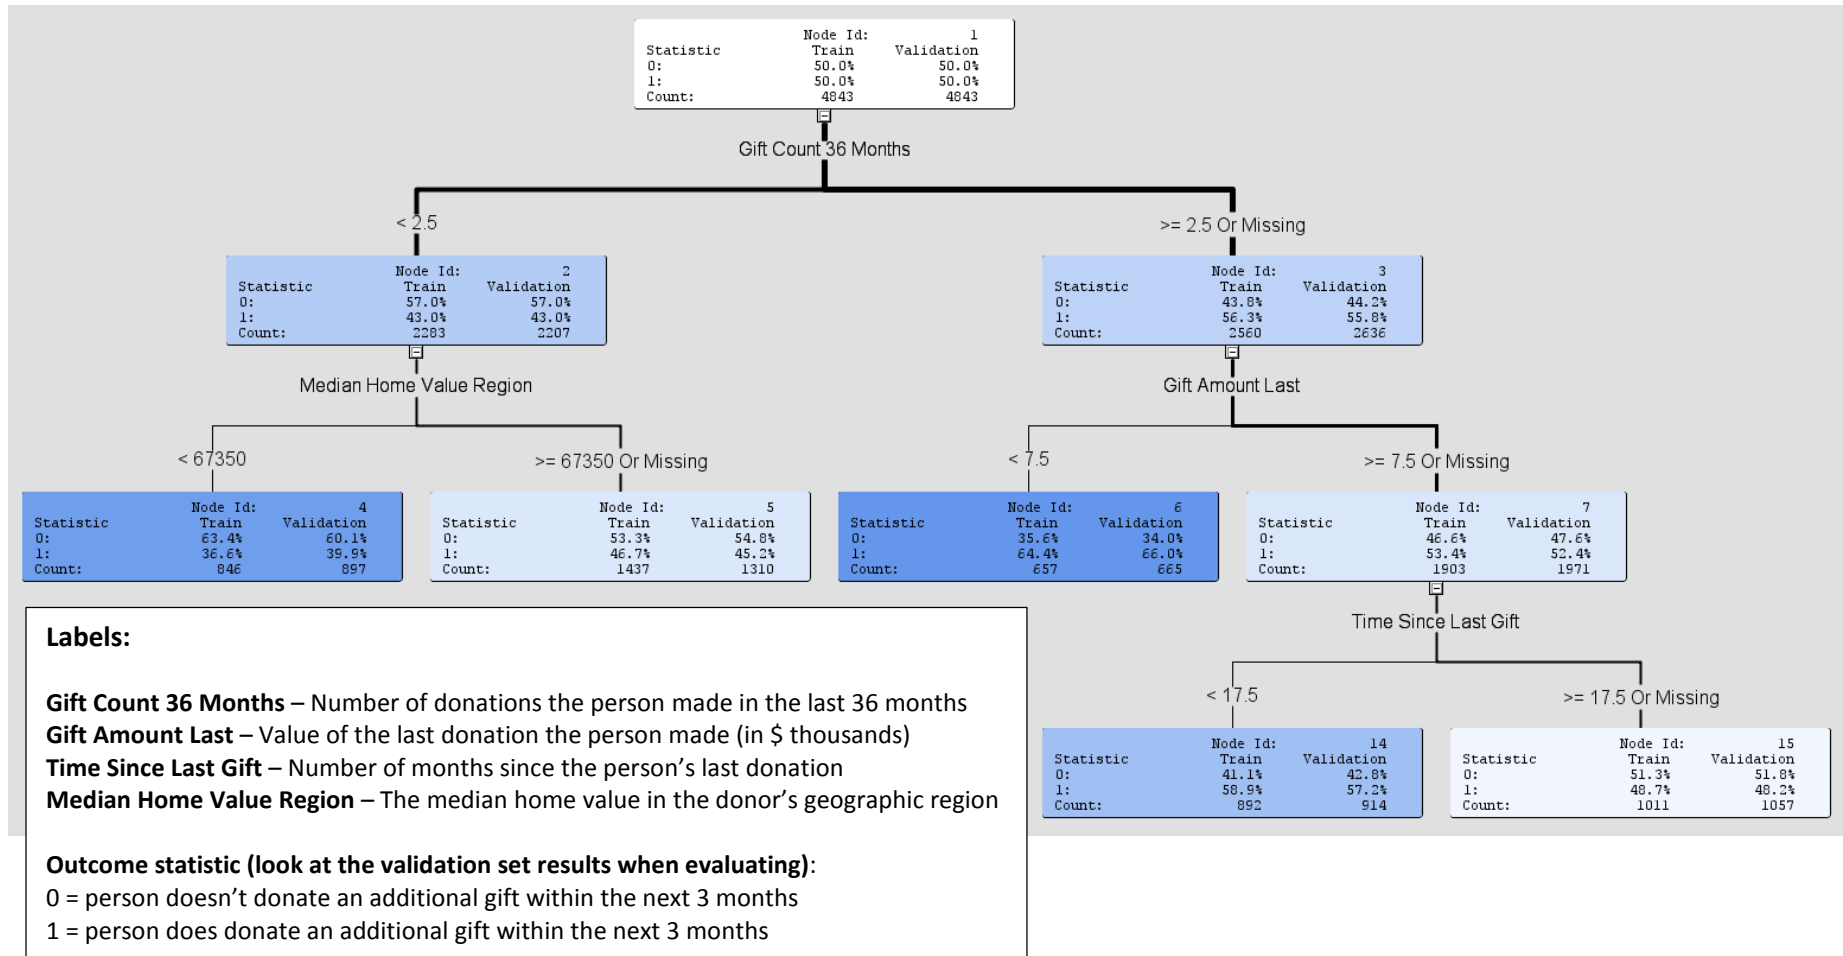 Node Id: 1
Statistic Train Validation
0: 50.0% 50.0%
1: 50.0% 50.0%
Count: 4843 4843
Gift Count 36 Months
< 2.5
>= 2.5 Or Missing
Node Id: 2
Statistic Train Validation
0: 57.0% 57.0%
1: 43.0% 43.0%
Count: 2283 2207
Node Id: 3
Statistic Train Validation
0: 43.8% 44.2%
1: 56.3% 55.8%
Count: 2560 2636
Median Home Value Region
Gift Amount Last
< 67350
>= 67350 Or Missing
< 7.5
>= 7.5 Or Missing
Node Id: 4
Statistic Train Validation
0: 63.4% 60.1%
1: 36.6% 39.9%
Count: 846 897
Node Id: 5
Statistic Train Validation
0: 53.3% 54.8%
1: 46.7% 45.2%
Count: 1437 1310
Node Id: 6
Statistic Train Validation
0: 35.6% 34.0%
1: 64.4% 66.0%
Count: 657 665
Node Id: 7
Statistic Train Validation
0: 46.6% 47.6%
1: 53.4% 52.4%
Count: 1903 1971
Time Since Last Gift
< 17.5
>= 17.5 Or Missing
Node Id: 14
Statistic Train Validation
0: 41.1% 42.8%
1: 58.9% 57.2%
Count: 892 914
Node Id: 15
Statistic Train Validation
0: 51.3% 51.8%
1: 48.7% 48.2%
Count: 1011 1057
Labels:
Gift Count 36 Months – Number of donations the person made in the last 36 months
Gift Amount Last – Value of the last donation the person made (in $ thousands)
Time Since Last Gift – Number of months since the person's last donation
Median Home Value Region – The median home value in the donor's geographic region
Outcome statistic (look at the validation set results when evaluating):
0 = person doesn't donate an additional gift within the next 3 months
1 = person does donate an additional gift within the next 3 months